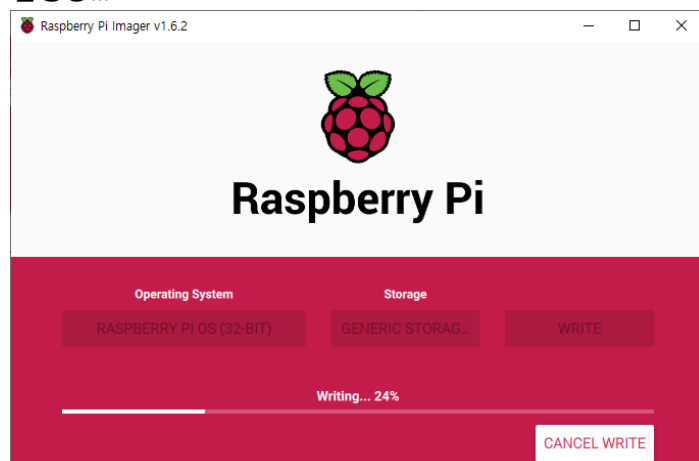 Raspberry Pi Imager v1.6.2
Raspberry Pi
Operating System Storage
RASPBERRY PI OS (32-BIT) GENERIC STORAG... WRITE
Writing... 24%
CANCEL WRITE